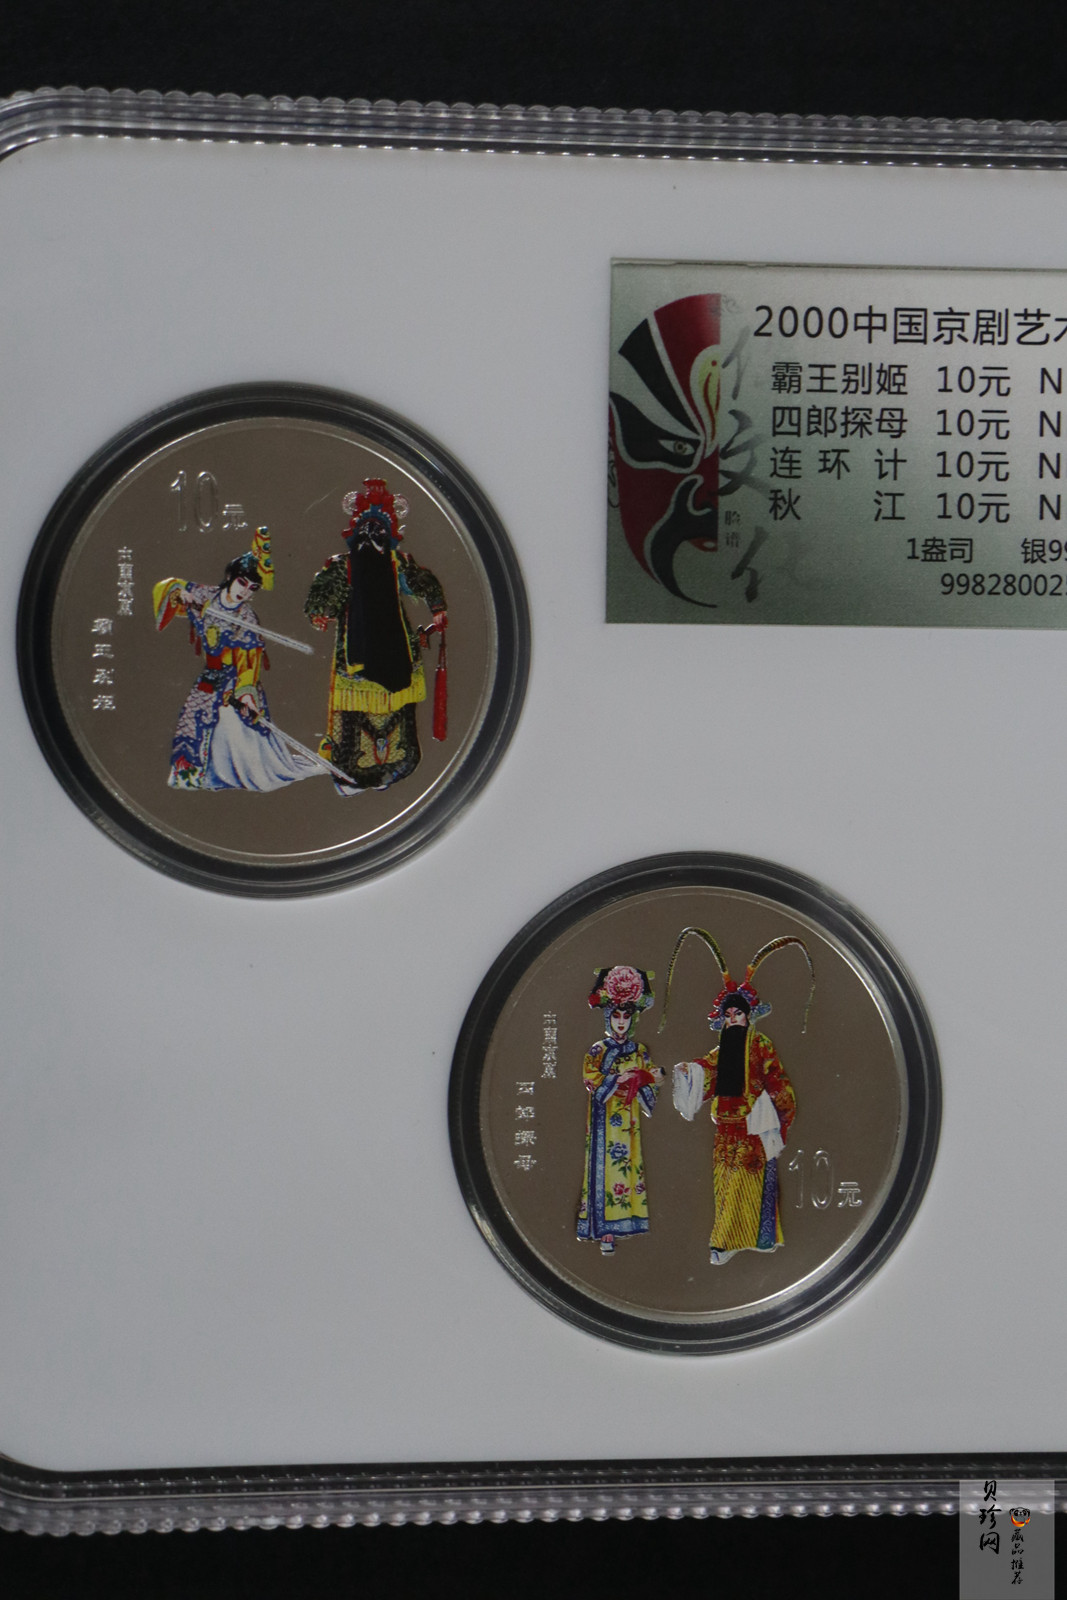 2000中国京剧艺
霸王别姬 10元 N
四郎探母 10元 N
连环计 10元 N
秋江 10元 N
1盎司 银99
99828002
脸谱
10元
中国京剧
霸王别姬
中国京剧
四郎探母
10元
贝珍网
藏品推荐